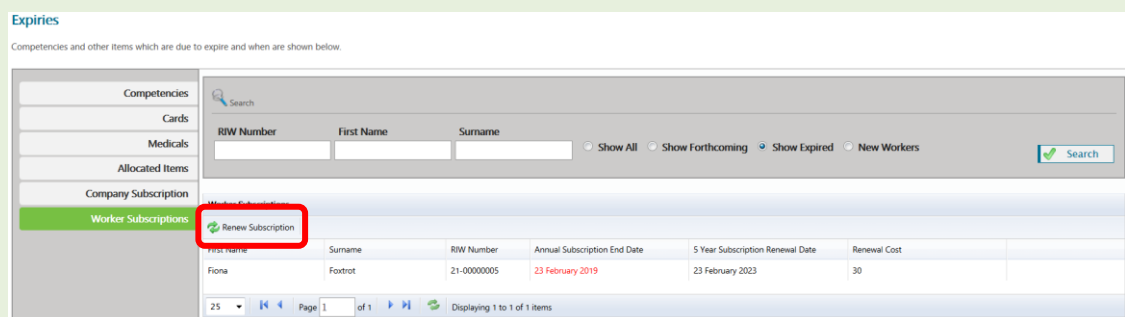 Expiries
Competencies and other items which are due to expire and when are shown below.
Competencies
Cards
Medicals
Allocated Items
Company Subscription
Worker Subscriptions
Search
RIW Number First Name Surname
Show All Show Forthcoming Show Expired New Workers
Search
Worker Subscriptions
Renew Subscription
First Name Surname RIW Number Annual Subscription End Date 5 Year Subscription Renewal Date Renewal Cost
Fiona Foxtrot 21-00000005 23 February 2019 23 February 2023 30
25 Page 1 of 1 Displaying 1 to 1 of 1 items